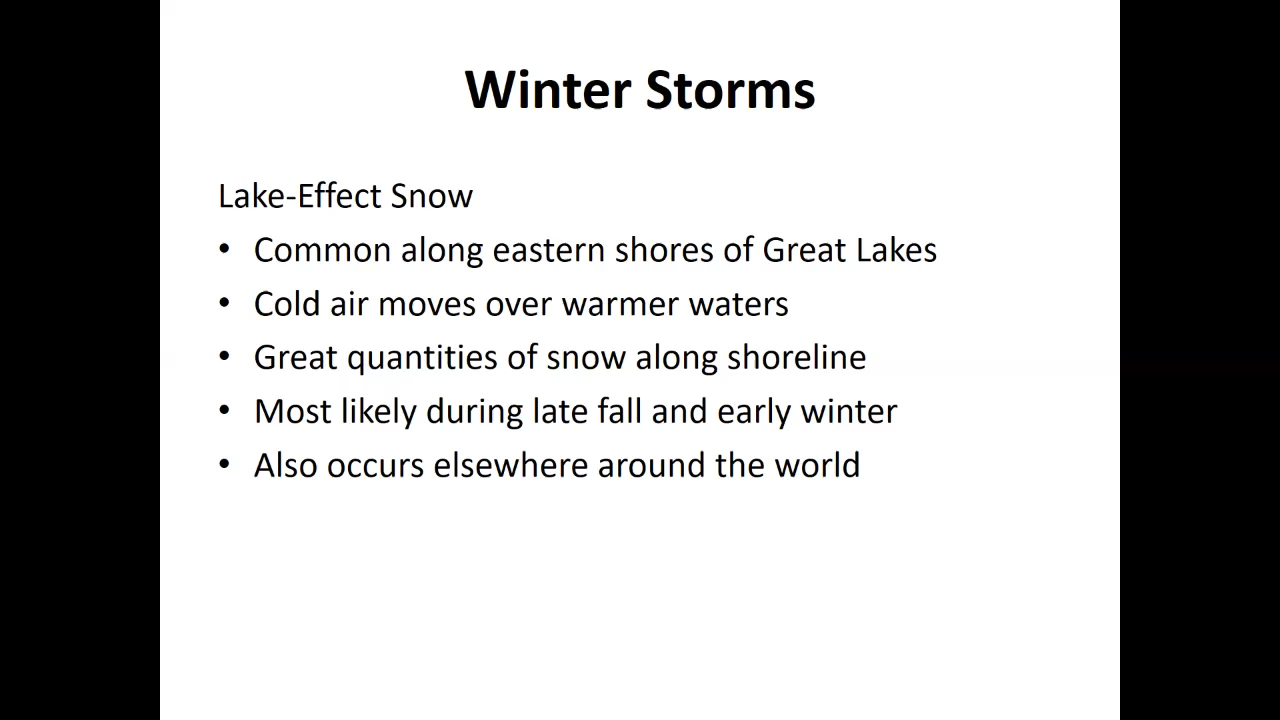 Winter Storms
Lake-Effect Snow
• Common along eastern shores of Great Lakes
• Cold air moves over warmer waters
• Great quantities of snow along shoreline
• Most likely during late fall and early winter
• Also occurs elsewhere around the world